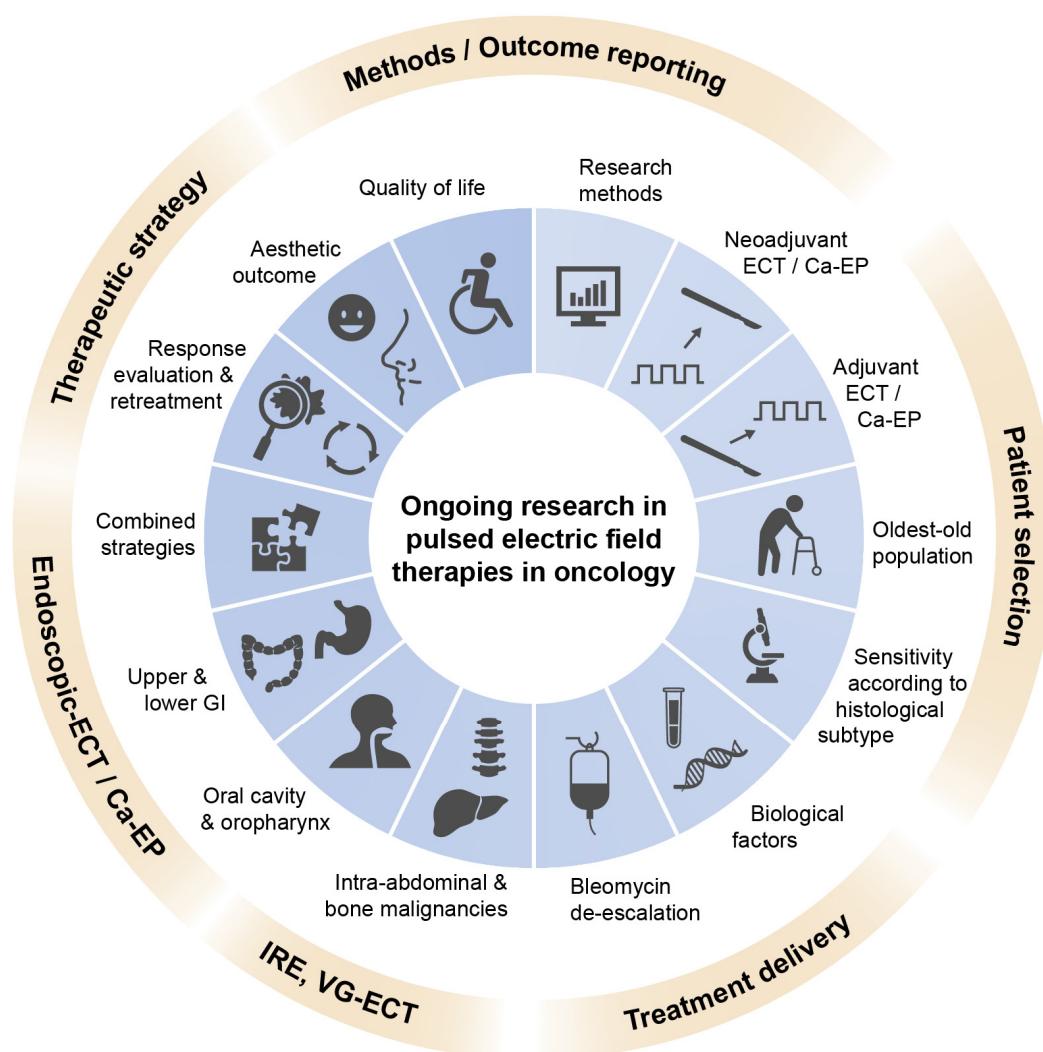 Methods / Outcome reporting
Therapeutic strategy
Patient selection
Endoscopic-ECT / Ca-EP
IRE, VG-ECT
Treatment delivery
Quality of life
Research
methods
Neoadjuvant
ECT / Ca-EP
Adjuvant
ECT /
Ca-EP
Oldest-old
population
Sensitivity
according to
histological
subtype
Biological
factors
Bleomycin
de-escalation
Intra-abdominal &
bone malignancies
Oral cavity
& oropharynx
Upper &
lower GI
Combined
strategies
Response
evaluation &
retreatment
Aesthetic
outcome
Ongoing research in
pulsed electric field
therapies in oncology